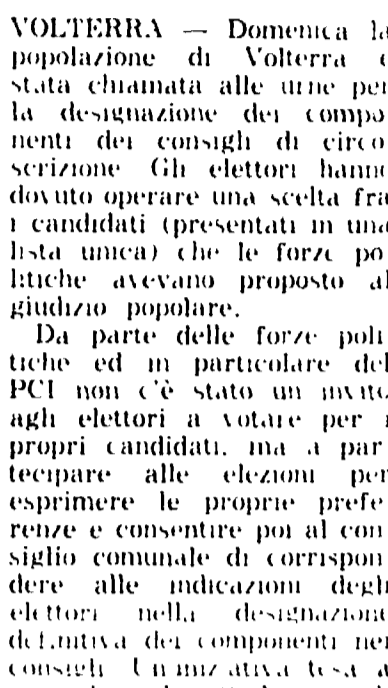 VOLTERRA — Domenica la
popolazione di Volterra è
stata chiamata alle urne per
la designazione dei compo
nenti dei consigli di circo
scrizione Gli elettori hanno
dovuto operare una scelta fra
i candidati (presentati in una
lista unica) che le forze po
litiche avevano proposto al
giudizio popolare.
Da parte delle forze poli
tiche ed in particolare del
PCI non c'è stato un invito
agli elettori a votare per i
propri candidati, ma a par
tecipare alle elezioni per
esprimere le proprie prefe
renze e consentire poi al con
siglio comunale di corrispon
dere alle indicazioni degli
elettori nella designazione
definitiva dei componenti nei
consigli Un'iniziativa tesa a